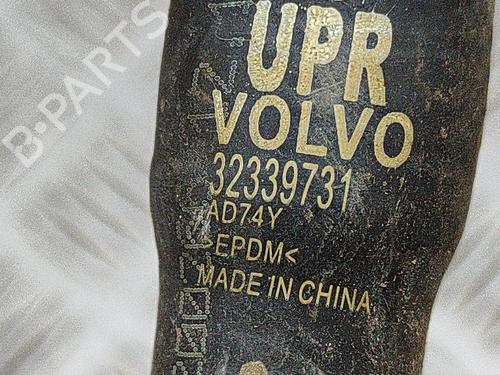 UPR
VOLVO
32339731
AD74Y
>EPDM<
MADE IN CHINA
B-PARTS